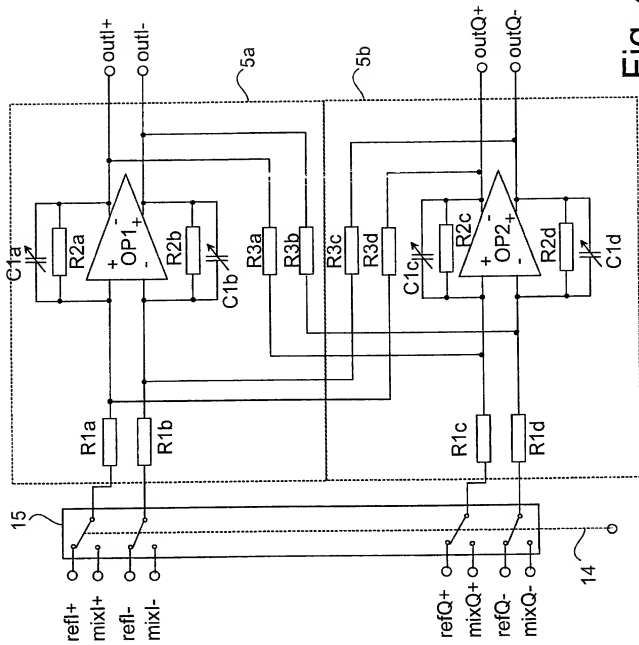 15
refI+
mixI+
refI-
mixI-
refQ+
mixQ+
refQ-
mixQ-
14
R1a
R1b
R1c
R1d
C1a
R2a
OP1
+
-
-
+
R2b
C1b
R3a
R3b
R3c
R3d
C1c
R2c
OP2
+
-
-
+
R2d
C1d
5a
5b
outI+
outI-
outQ+
outQ-
Fig.